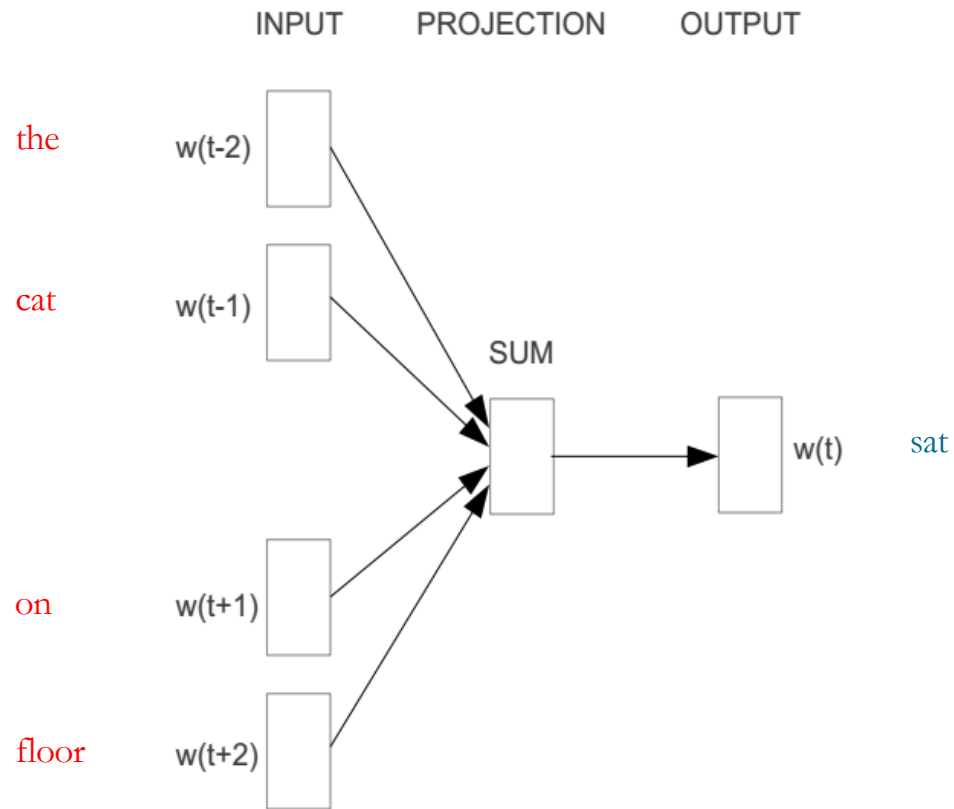 INPUT PROJECTION OUTPUT
the w(t-2)
cat w(t-1)
SUM
w(t) sat
on w(t+1)
floor w(t+2)